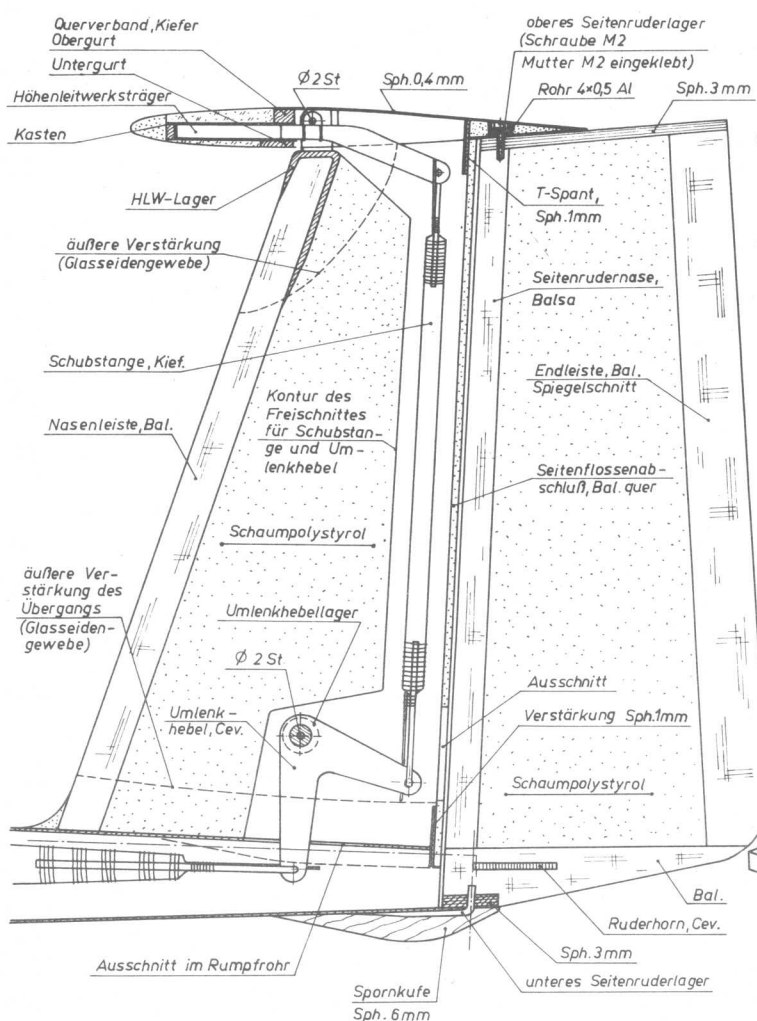 Querverband, Kiefer
Obergurt
Untergurt
Höhenleitwerksträger
Kasten
Ø 2 St
Sph. 0,4 mm
oberes Seitenruderlager
(Schraube M2
Mutter M2 eingeklebt)
Rohr 4×0,5 Al
Sph. 3 mm
HLW-Lager
T-Spant,
Sph. 1mm
äußere Verstärkung
(Glasseidengewebe)
Seitenrudernase,
Balsa
Schubstange, Kief.
Endleiste, Bal.
Spiegelschnitt
Kontur des
Freischnittes
für Schubstan-
ge und Um-
lenkhebel
Nasenleiste, Bal.
Seitenflossenab-
schluß, Bal. quer
Schaumpolystyrol
äußere Ver-
stärkung des
Übergangs
(Glasseiden-
gewebe)
Umlenkhebellager
Ø 2 St
Umlenk-
hebel, Cev.
Ausschnitt
Verstärkung Sph. 1mm
Schaumpolystyrol
Bal.
Ruderhorn, Cev.
Sph. 3 mm
unteres Seitenruderlager
Ausschnitt im Rumpfrohr
Spornkufe
Sph. 6 mm